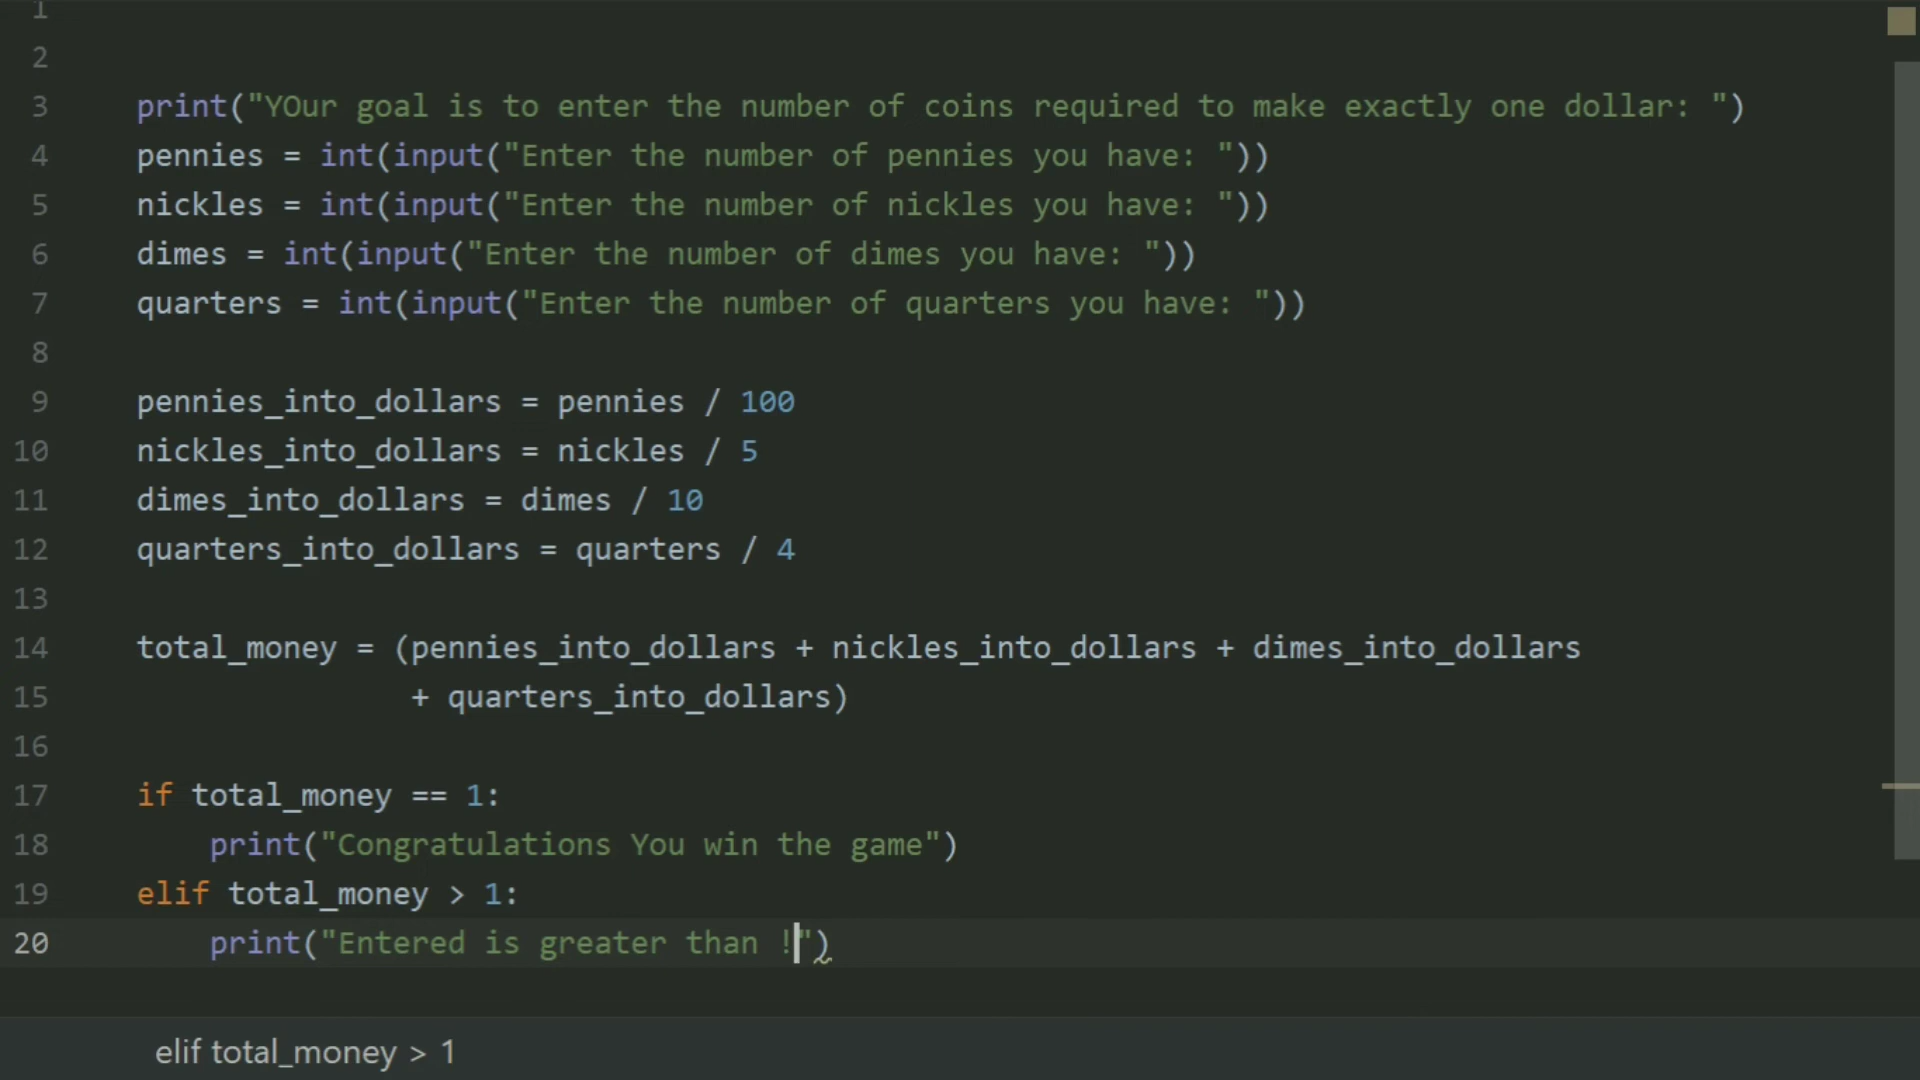 1
2
3 print("YOur goal is to enter the number of coins required to make exactly one dollar: ")
4 pennies = int(input("Enter the number of pennies you have: "))
5 nickles = int(input("Enter the number of nickles you have: "))
6 dimes = int(input("Enter the number of dimes you have: "))
7 quarters = int(input("Enter the number of quarters you have: "))
8
9 pennies_into_dollars = pennies / 100
10 nickles_into_dollars = nickles / 5
11 dimes_into_dollars = dimes / 10
12 quarters_into_dollars = quarters / 4
13
14 total_money = (pennies_into_dollars + nickles_into_dollars + dimes_into_dollars
15 + quarters_into_dollars)
16
17 if total_money == 1:
18 print("Congratulations You win the game")
19 elif total_money > 1:
20 print("Entered is greater than !")
elif total_money > 1